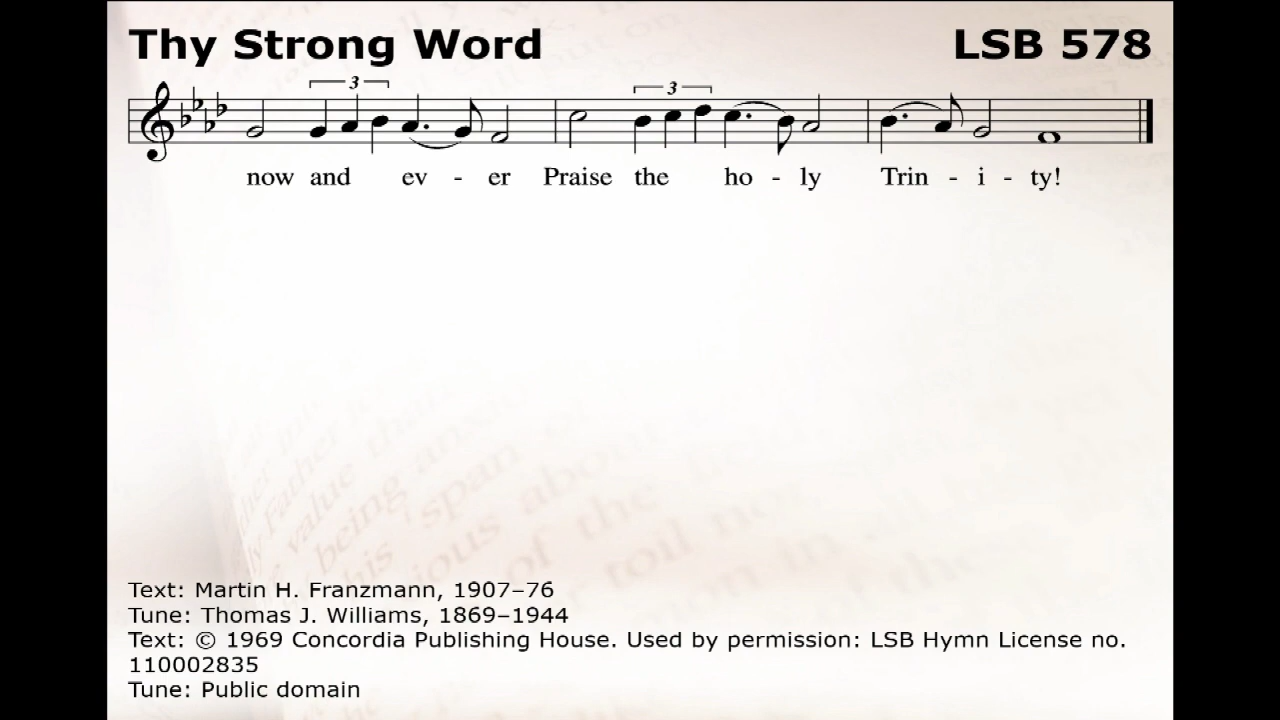 Thy Strong Word LSB 578
3 3
now and ev - er Praise the ho - ly Trin - i - ty!
Text: Martin H. Franzmann, 1907–76
Tune: Thomas J. Williams, 1869–1944
Text: © 1969 Concordia Publishing House. Used by permission: LSB Hymn License no.
110002835
Tune: Public domain